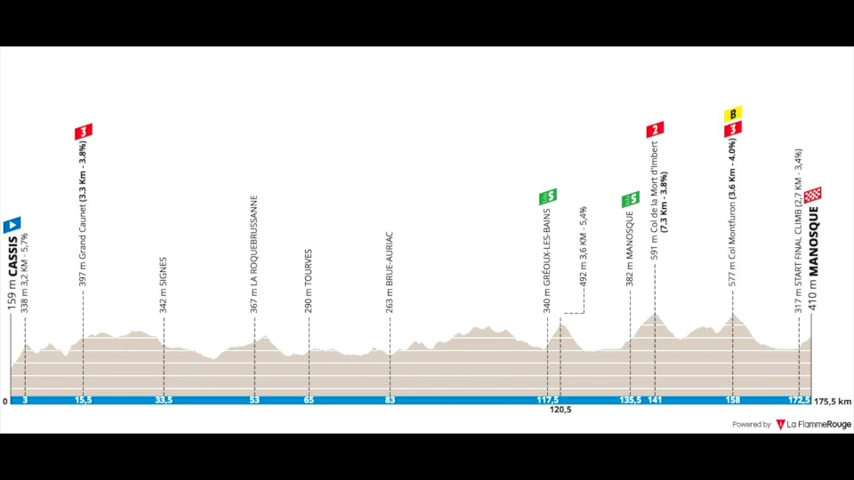 159 m CASSIS
338 m 3,2 KM - 5,7%
3
397 m Grand Caunet (3.3 Km - 3.8%)
342 m SIGNES
367 m LA ROQUEBRUSSANNE
290 m TOURVES
263 m BRUE-AURIAC
S
340 m GRÉOUX-LES-BAINS
492 m 3,6 KM - 5,4%
S
382 m MANOSQUE
2
591 m Col de la Mort d'Imbert
(7.3 Km - 3.8%)
B
3
577 m Col Montfuron (3.6 Km - 4.0%)
317 m START FINAL CLIMB (2,7 KM - 3,4%)
410 m MANOSQUE
0 3 15,5 33,5 53 65 83 117,5 135,5 141 158 172,5 175,5 km
120,5
Powered by La FlammeRouge